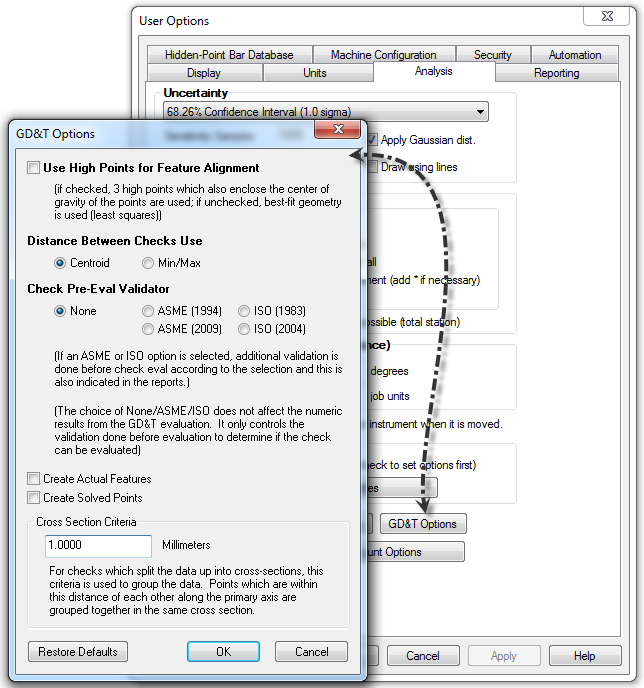 User Options
Hidden-Point Bar Database
Machine Configuration
Security
Automation
Display
Units
Analysis
Reporting
Uncertainty
68.26% Confidence Interval (1.0 sigma)
Apply Gaussian dist.
Draw using lines
all
ment (add * if necessary)
ossible (total station)
nce)
degrees
job units
instrument when it is moved.
heck to set options first)
es
GD&T Options
unt Options
Cancel
Apply
Help
GD&T Options
Use High Points for Feature Alignment
(if checked, 3 high points which also enclose the center of
gravity of the points are used; if unchecked, best-fit geometry
is used (least squares))
Distance Between Checks Use
Centroid
Min/Max
Check Pre-Eval Validator
None
ASME (1994)
ISO (1983)
ASME (2009)
ISO (2004)
(If an ASME or ISO option is selected, additional validation is
done before check eval according to the selection and this is
also indicated in the reports.)
(The choice of None/ASME/ISO does not affect the numeric
results from the GD&T evaluation. It only controls the
validation done before evaluation to determine if the check
can be evaluated)
Create Actual Features
Create Solved Points
Cross Section Criteria
1.0000
Millimeters
For checks which split the data up into cross-sections, this
criteria is used to group the data. Points which are within
this distance of each other along the primary axis are
grouped together in the same cross section.
Restore Defaults
OK
Cancel